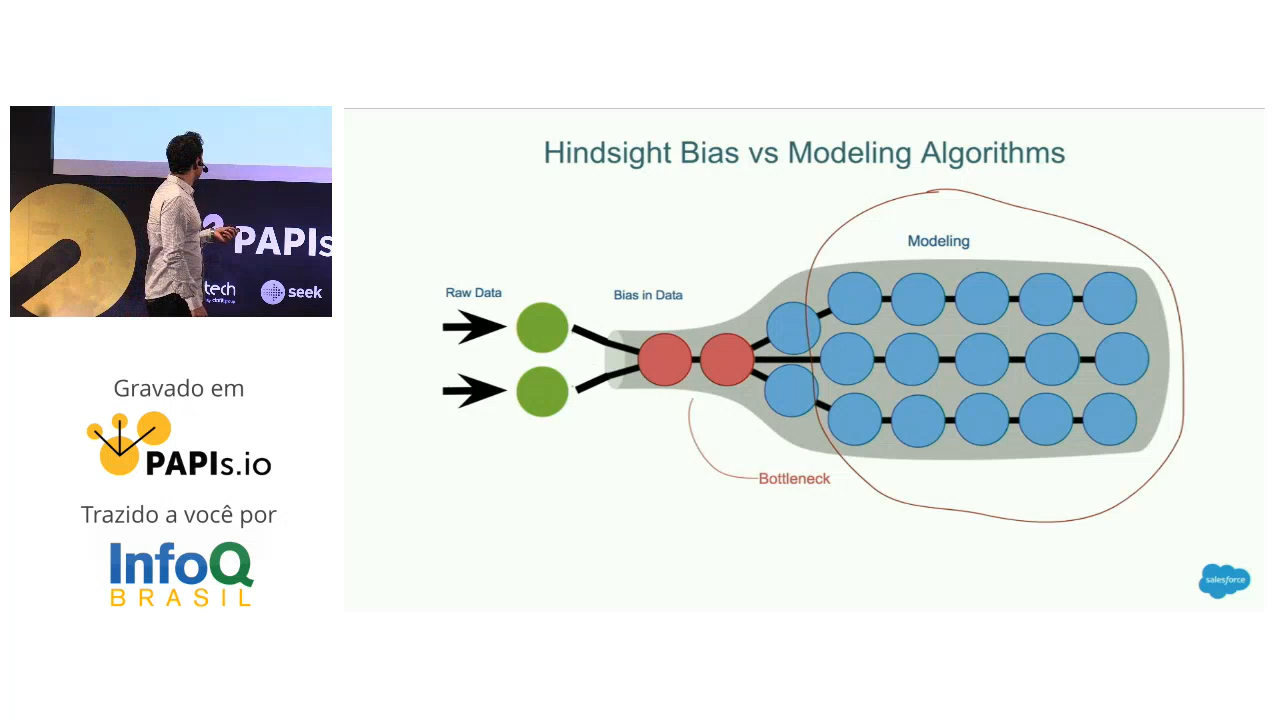 Hindsight Bias vs Modeling Algorithms
Modeling
Raw Data
Bias in Data
Bottleneck
salesforce
PAPIs
tech
seek
Gravado em
PAPIs.io
Trazido a você por
InfoQ
BRASIL